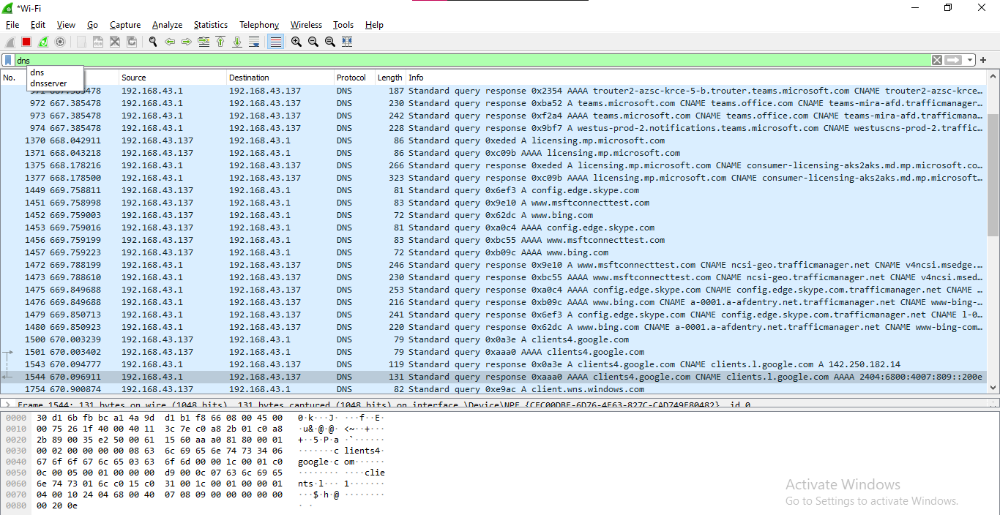 *Wi-Fi
File Edit View Go Capture Analyze Statistics Telephony Wireless Tools Help
dns
No. Source Destination Protocol Length Info
dns
dnsserver
192.168.43.1 192.168.43.137 DNS 187 Standard query response 0x2354 AAAA trouter2-azsc-krce-5-b.trouter.teams.microsoft.com CNAME trouter2-azsc-krce…
972 667.385478 192.168.43.1 192.168.43.137 DNS 230 Standard query response 0xba52 A teams.microsoft.com CNAME teams.office.com CNAME teams-mira-afd.trafficmanager…
973 667.385478 192.168.43.1 192.168.43.137 DNS 242 Standard query response 0xf2a4 AAAA teams.microsoft.com CNAME teams.office.com CNAME teams-mira-afd.trafficmana…
974 667.385478 192.168.43.1 192.168.43.137 DNS 228 Standard query response 0x9bf7 A westus-prod-2.notifications.teams.microsoft.com CNAME westuscns-prod-2.traffic…
1370 668.042911 192.168.43.137 192.168.43.1 DNS 86 Standard query 0xeded A licensing.mp.microsoft.com
1371 668.043218 192.168.43.137 192.168.43.1 DNS 86 Standard query 0xc09b AAAA licensing.mp.microsoft.com
1375 668.178216 192.168.43.1 192.168.43.137 DNS 266 Standard query response 0xeded A licensing.mp.microsoft.com CNAME consumer-licensing-aks2aks.md.mp.microsoft.co…
1377 668.178500 192.168.43.1 192.168.43.137 DNS 323 Standard query response 0xc09b AAAA licensing.mp.microsoft.com CNAME consumer-licensing-aks2aks.md.mp.microsoft…
1449 669.758811 192.168.43.137 192.168.43.1 DNS 81 Standard query 0x6ef3 A config.edge.skype.com
1451 669.758998 192.168.43.137 192.168.43.1 DNS 83 Standard query 0x9e10 A www.msftconnecttest.com
1452 669.759003 192.168.43.137 192.168.43.1 DNS 72 Standard query 0x62dc A www.bing.com
1453 669.759016 192.168.43.137 192.168.43.1 DNS 81 Standard query 0xa0c4 AAAA config.edge.skype.com
1456 669.759199 192.168.43.137 192.168.43.1 DNS 83 Standard query 0xbc55 AAAA www.msftconnecttest.com
1457 669.759223 192.168.43.137 192.168.43.1 DNS 72 Standard query 0xb09c AAAA www.bing.com
1472 669.788199 192.168.43.1 192.168.43.137 DNS 246 Standard query response 0x9e10 A www.msftconnecttest.com CNAME ncsi-geo.trafficmanager.net CNAME v4ncsi.msedge.…
1473 669.788610 192.168.43.1 192.168.43.137 DNS 230 Standard query response 0xbc55 AAAA www.msftconnecttest.com CNAME ncsi-geo.trafficmanager.net CNAME v4ncsi.msed…
1475 669.849688 192.168.43.1 192.168.43.137 DNS 253 Standard query response 0xa0c4 AAAA config.edge.skype.com CNAME config.edge.skype.com.trafficmanager.net CNAME …
1476 669.849688 192.168.43.1 192.168.43.137 DNS 216 Standard query response 0xb09c AAAA www.bing.com CNAME a-0001.a-afdentry.net.trafficmanager.net CNAME www-bing-…
1479 669.850713 192.168.43.1 192.168.43.137 DNS 241 Standard query response 0x6ef3 A config.edge.skype.com CNAME config.edge.skype.com.trafficmanager.net CNAME l-0…
1480 669.850923 192.168.43.1 192.168.43.137 DNS 220 Standard query response 0x62dc A www.bing.com CNAME a-0001.a-afdentry.net.trafficmanager.net CNAME www-bing-com…
1500 670.003239 192.168.43.137 192.168.43.1 DNS 79 Standard query 0x0a3e A clients4.google.com
1501 670.003402 192.168.43.137 192.168.43.1 DNS 79 Standard query 0xaaa0 AAAA clients4.google.com
1543 670.094777 192.168.43.1 192.168.43.137 DNS 119 Standard query response 0x0a3e A clients4.google.com CNAME clients.l.google.com A 142.250.182.14
1544 670.096911 192.168.43.1 192.168.43.137 DNS 131 Standard query response 0xaaa0 AAAA clients4.google.com CNAME clients.l.google.com AAAA 2404:6800:4007:809::200e
1754 670.900874 192.168.43.137 192.168.43.1 DNS 82 Standard query 0xe9ac A client.wns.windows.com
Frame 1544: 131 bytes on wire (1048 bits), 131 bytes captured (1048 bits) on interface \Device\NPF_{CFC00DBF-6D76-4F63-827C-CAD749F80482}, id 0
0000 30 d1 6b fb bc a1 4a 9d d1 b1 f8 66 08 00 45 00 0·k···J· ···f··E·
0010 00 75 26 1f 40 00 40 11 3c 7e c0 a8 2b 01 c0 a8 ·u&·@·@· <~··+···
0020 2b 89 00 35 e2 50 00 61 15 60 aa a0 81 80 00 01 +··5·P·a ·`······
0030 00 02 00 00 00 00 08 63 6c 69 65 6e 74 73 34 06 ·······c lients4·
0040 67 6f 6f 67 6c 65 03 63 6f 6d 00 00 1c 00 01 c0 google·c om······
0050 0c 00 05 00 01 00 00 00 d9 00 0c 07 63 6c 69 65 ········ ····clie
0060 6e 74 73 01 6c c0 15 c0 31 00 1c 00 01 00 00 01 nts·l··· 1·······
0070 04 00 10 24 04 68 00 40 07 08 09 00 00 00 00 00 ···$·h·@ ········
0080 00 20 0e · ·
Activate Windows
Go to Settings to activate Windows.